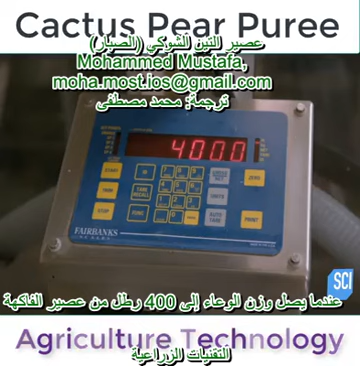 Cactus Pear Puree
عصير التين الشوكي (الصبار)
Mohammed Mustafa,
moha.most.ios@gmail.com
ترجمة: محمد مصطفى
4000
START
ZERO
TARE
STOP
FUNC
UNITS
AUTO
PRINT
FAIRBANKS
SCI
عندما يصل وزن الوعاء إلى 400 رطل من عصير الفاكهة
Agriculture Technology
التقنيات الزراعية